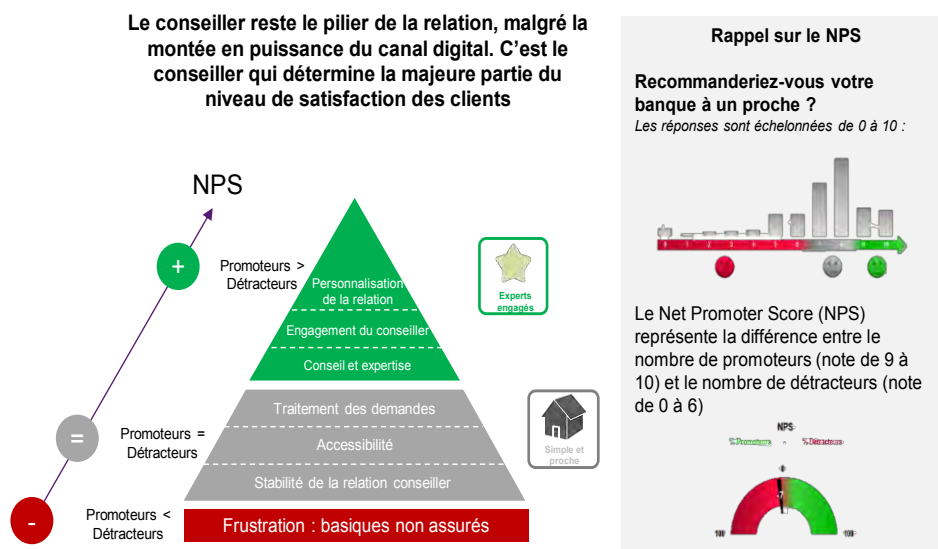 Le conseiller reste le pilier de la relation, malgré la
montée en puissance du canal digital. C'est le
conseiller qui détermine la majeure partie du
niveau de satisfaction des clients
NPS
+
Promoteurs >
Détracteurs
Personnalisation
de la relation
Engagement du conseiller
Conseil et expertise
Experts
engagés
=
Promoteurs =
Détracteurs
Traitement des demandes
Accessibilité
Stabilité de la relation conseiller
Simple et
proche
-
Promoteurs <
Détracteurs
Frustration : basiques non assurés
Rappel sur le NPS
Recommanderiez-vous votre
banque à un proche ?
Les réponses sont échelonnées de 0 à 10 :
Le Net Promoter Score (NPS)
représente la différence entre le
nombre de promoteurs (note de 9 à
10) et le nombre de détracteurs (note
de 0 à 6)
NPS
% Promoteurs - % Détracteurs